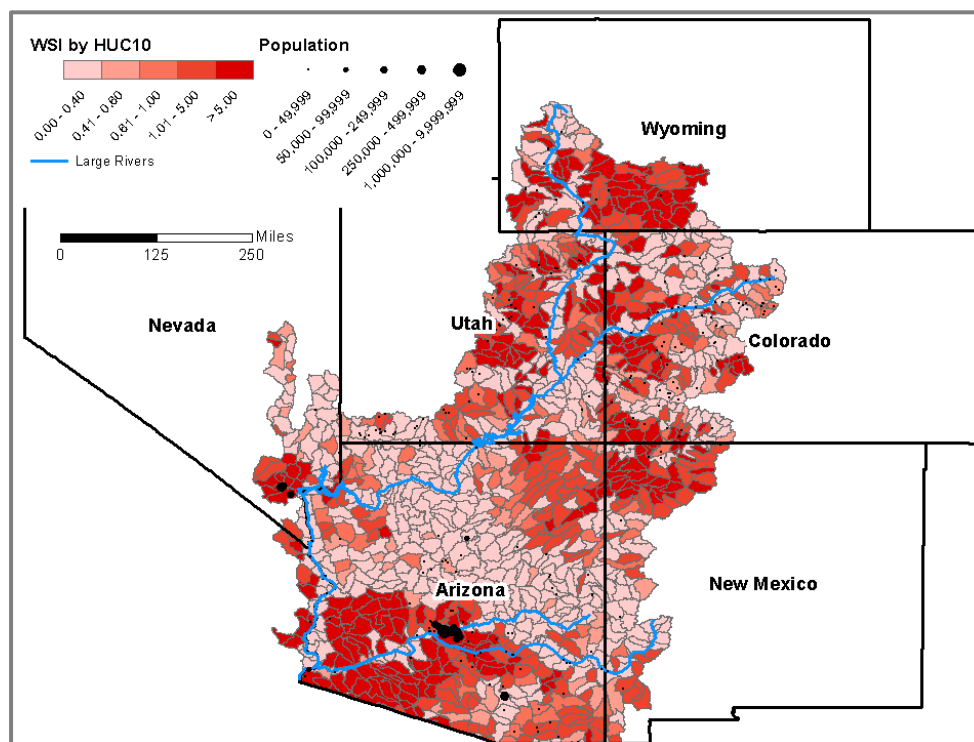 WSI by HUC10
Population
0.00 - 0.40
0.41 - 0.80
0.81 - 1.00
1.01 - 5.00
> 5.00
0 - 49,999
50,000 - 99,999
100,000 - 249,999
250,000 - 499,999
1,000,000 - 9,999,999
Large Rivers
Miles
0 125 250
Wyoming
Nevada
Utah
Colorado
Arizona
New Mexico